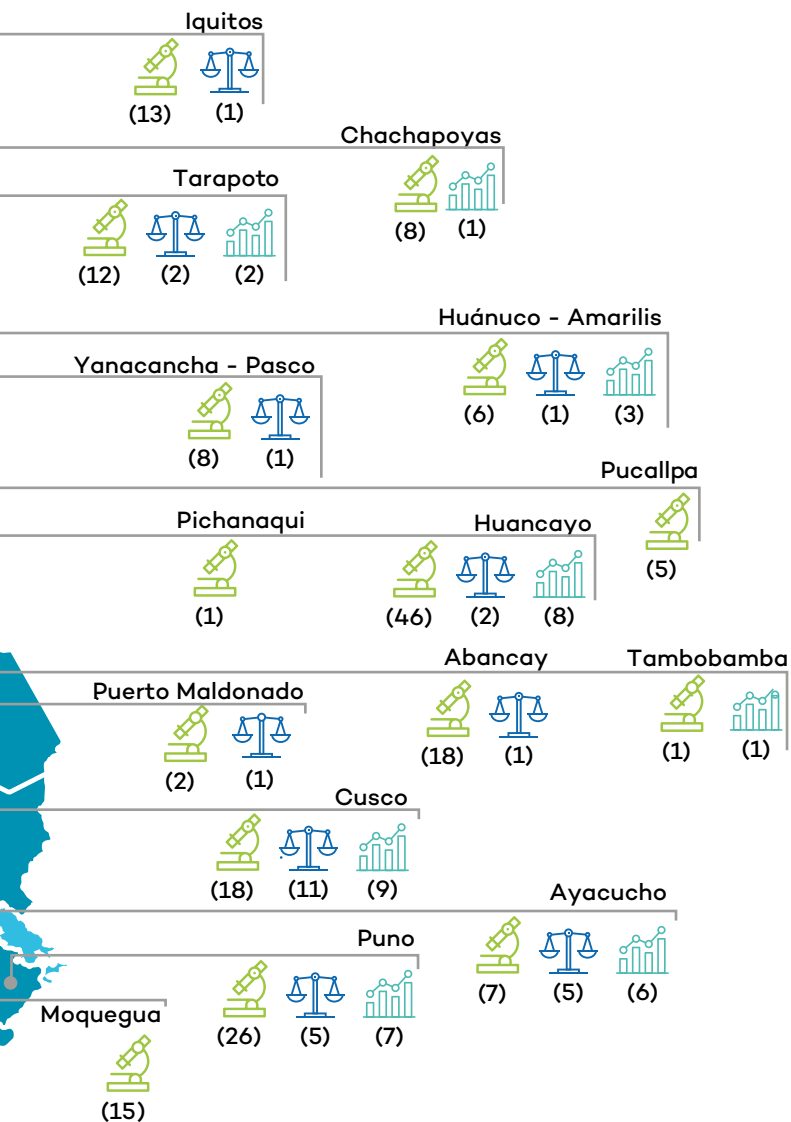 Iquitos
(13) (1)
Chachapoyas
(8) (1)
Tarapoto
(12) (2) (2)
Huánuco - Amarilis
(6) (1) (3)
Yanacancha - Pasco
(8) (1)
Pucallpa
(5)
Pichanaqui
(1)
Huancayo
(46) (2) (8)
Abancay
(18) (1)
Tambobamba
(1) (1)
Puerto Maldonado
(2) (1)
Cusco
(18) (11) (9)
Ayacucho
(7) (5) (6)
Puno
(26) (5) (7)
Moquegua
(15)